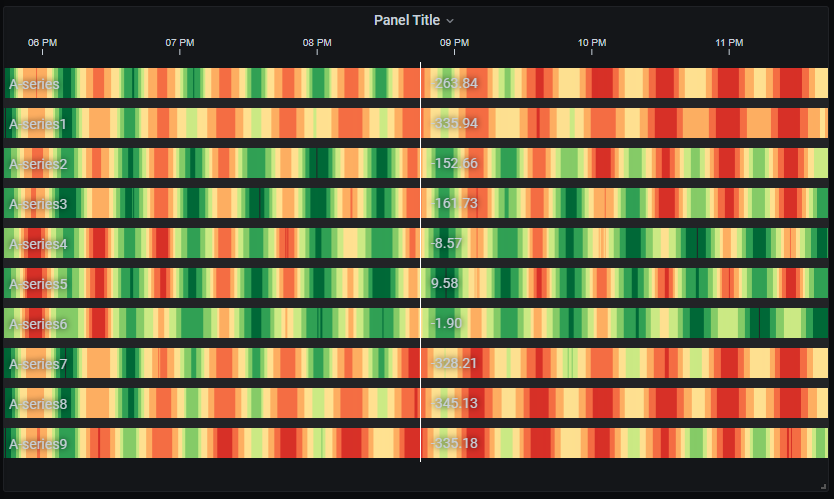 Panel Title
06 PM 07 PM 08 PM 09 PM 10 PM 11 PM
A-series -263.84
A-series1 -335.94
A-series2 -152.66
A-series3 -161.73
A-series4 -8.57
A-series5 9.58
A-series6 -1.90
A-series7 -328.21
A-series8 -345.13
A-series9 -335.18